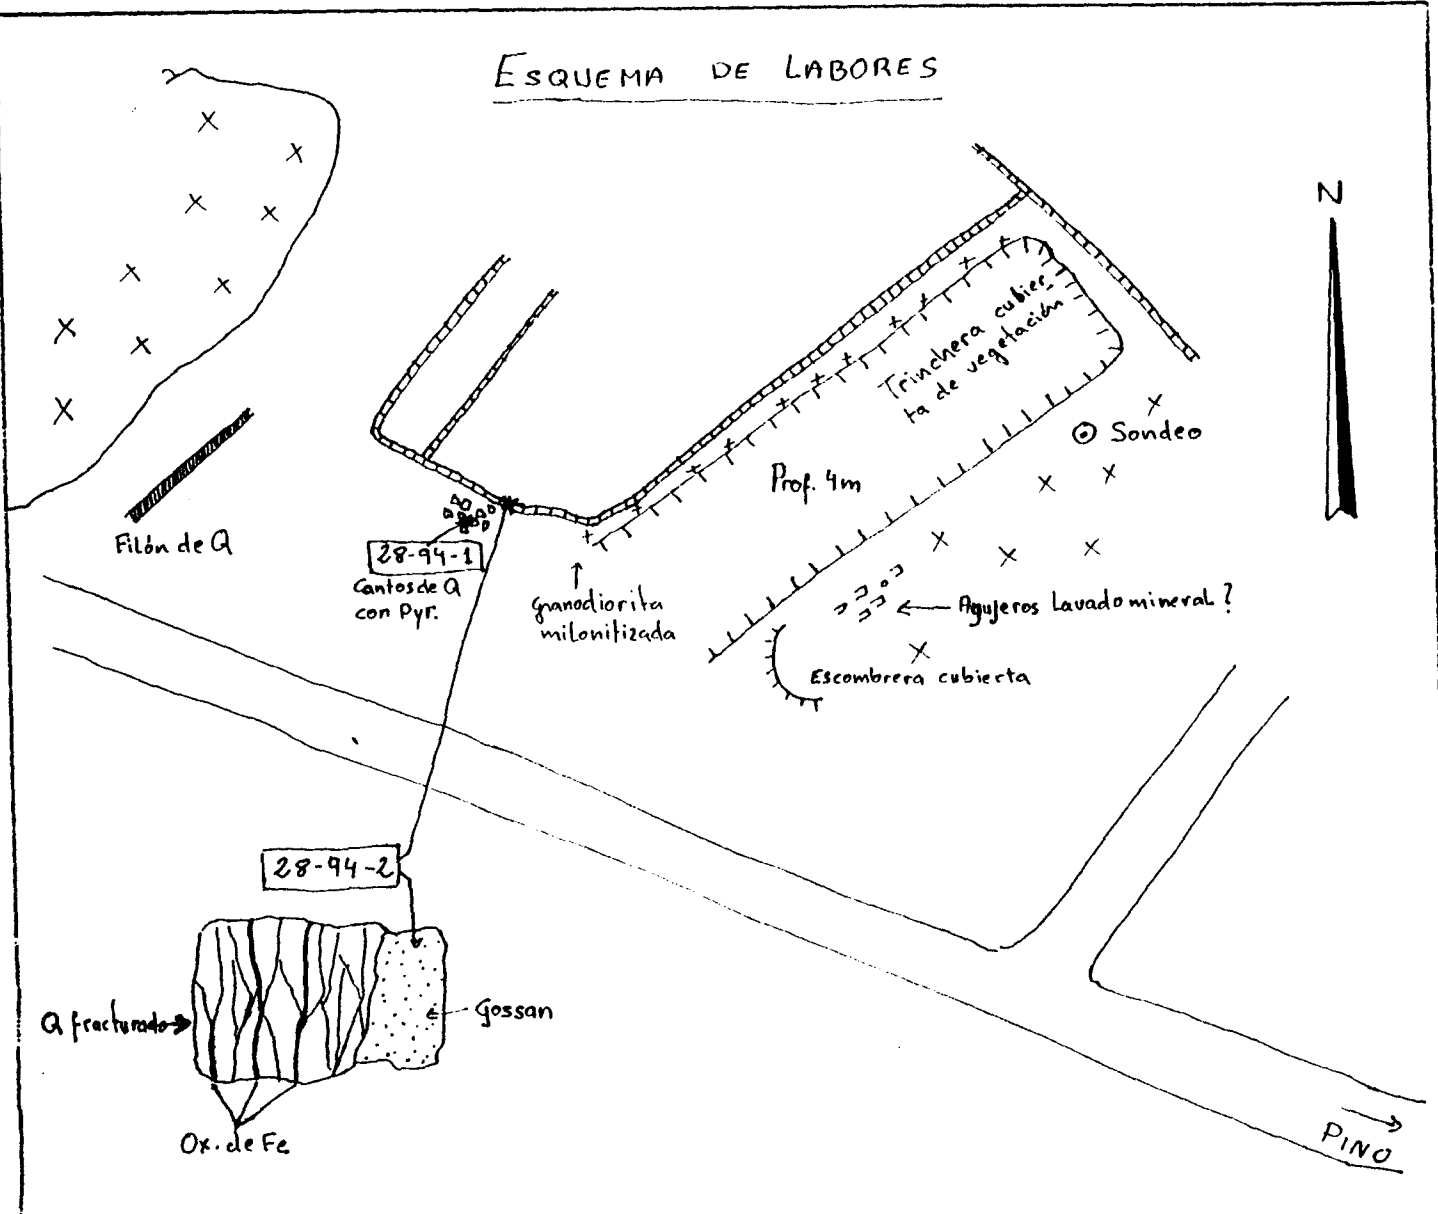 ESQUEMA DE LABORES
N
Trinchera cubier
ta de vegetación
Sondeo
Prof. 4m
Filón de Q
28-94-1
Cantos de Q
con Pyr.
Granodiorita
milonitizada
Agujeros Lavado mineral?
Escombrera cubierta
28-94-2
Q fracturado
Gossan
Ox. de Fe
PINO